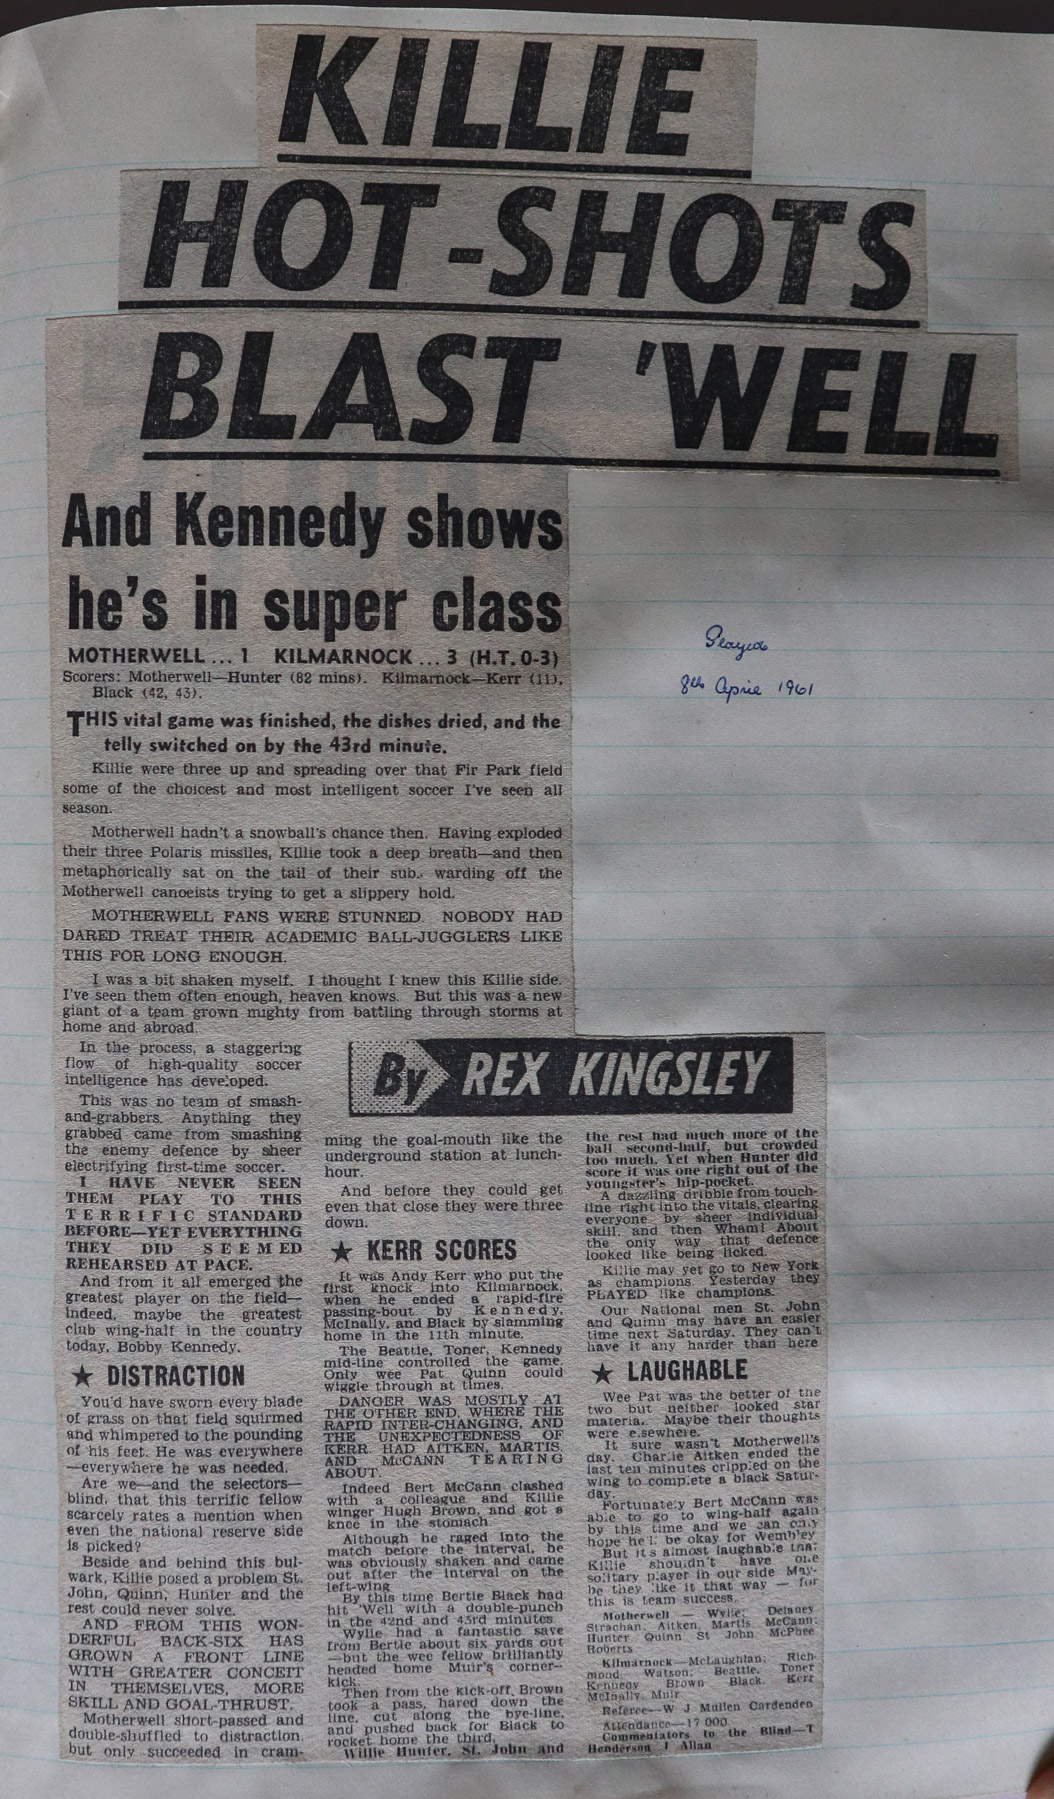 KILLIE
HOT-SHOTS
BLAST 'WELL
And Kennedy shows
he's in super class
MOTHERWELL ... 1 KILMARNOCK ... 3 (H.T. 0-3)
Scorers: Motherwell—Hunter (82 mins). Kilmarnock—Kerr (11),
Black (42, 43).
Played
8th April 1961
THIS vital game was finished, the dishes dried, and the
telly switched on by the 43rd minute.
Killie were three up and spreading over that Fir Park field
some of the choicest and most intelligent soccer I've seen all
season.
Motherwell hadn't a snowball's chance then. Having exploded
their three Polaris missiles, Killie took a deep breath—and then
metaphorically sat on the tail of their sub., warding off the
Motherwell canoeists trying to get a slippery hold.
MOTHERWELL FANS WERE STUNNED. NOBODY HAD
DARED TREAT THEIR ACADEMIC BALL-JUGGLERS LIKE
THIS FOR LONG ENOUGH.
I was a bit shaken myself. I thought I knew this Killie side.
I've seen them often enough, heaven knows. But this was a new
giant of a team grown mighty from battling through storms at
home and abroad.
By REX KINGSLEY
In the process, a staggering
flow of high-quality soccer
intelligence has developed.
This was no team of smash-
and-grabbers. Anything they
grabbed came from smashing
the enemy defence by sheer
electrifying first-time soccer.
I HAVE NEVER SEEN
THEM PLAY TO THIS
TERRIFIC STANDARD
BEFORE—YET EVERYTHING
THEY DID SEEMED
REHEARSED AT PACE.
And from it all emerged the
greatest player on the field—
indeed, maybe the greatest
club wing-half in the country
today, Bobby Kennedy.
★ DISTRACTION
You'd have sworn every blade
of grass on that field squirmed
and whimpered to the pounding
of his feet. He was everywhere
—everywhere he was needed.
Are we—and the selectors—
blind, that this terrific fellow
scarcely rates a mention when
even the national reserve side
is picked?
Beside and behind this bul-
wark, Killie posed a problem St.
John, Quinn, Hunter and the
rest could never solve.
AND FROM THIS WON-
DERFUL BACK-SIX HAS
GROWN A FRONT LINE
WITH GREATER CONCEIT
IN THEMSELVES, MORE
SKILL AND GOAL-THRUST.
Motherwell short-passed and
double-shuffled to distraction,
but only succeeded in cram-
ming the goal-mouth like the
underground station at lunch-
hour.
And before they could get
even that close they were three
down.
★ KERR SCORES
It was Andy Kerr who put the
first knock into Kilmarnock,
when he ended a rapid-fire
passing-bout by Kennedy,
McInally, and Black by slamming
home in the 11th minute.
The Beattie, Toner, Kennedy
mid-line controlled the game.
Only wee Pat Quinn could
wiggle through at times.
DANGER WAS MOSTLY AT
THE OTHER END, WHERE THE
RAPID INTER-CHANGING, AND
THE UNEXPECTEDNESS OF
KERR HAD AITKEN, MARTIS,
AND McCANN TEARING
ABOUT.
Indeed Bert McCann clashed
with a colleague and Killie
winger Hugh Brown, and got a
knee in the stomach.
Although he raged into the
match before the interval, he
was obviously shaken and came
out after the interval on the
left-wing.
By this time Bertie Black had
hit 'Well with a double-punch
in the 42nd and 43rd minutes.
Wylie had a fantastic save
from Bertie about six yards out
—but the wee fellow brilliantly
headed home Muir's corner-
kick.
Then from the kick-off, Brown
took a pass, hared down the
line, cut along the bye-line,
and pushed back for Black to
rocket home the third.
Willie Hunter, St. John and
the rest had much more of the
ball second-half, but crowded
too much. Yet when Hunter did
score it was one right out of the
youngster's hip-pocket.
A dazzling dribble from touch-
line right into the vitals, clearing
everyone by sheer individual
skill, and then Wham! About
the only way that defence
looked like being licked.
Killie may yet go to New York
as champions. Yesterday they
PLAYED like champions.
Our National men St. John
and Quinn may have an easier
time next Saturday. They can't
have it any harder than here
★ LAUGHABLE
Wee Pat was the better of the
two but neither looked star
material. Maybe their thoughts
were elsewhere.
It sure wasn't Motherwell's
day. Charlie Aitken ended the
last ten minutes crippled on the
wing to complete a black Satur-
day.
Fortunately Bert McCann was
able to go to wing-half again
by this time and we can only
hope he'll be okay for Wembley
But it's almost laughable that
Killie shouldn't have one
solitary player in our side May-
be they like it that way — for
this is team success.
Motherwell — Wylie; Delaney
Strachan, Aitken, Martis McCann;
Hunter Quinn St John McPhee
Roberts
Kilmarnock—McLaughlan; Rich-
mond Watson; Beattie, Toner
Kennedy Brown Black, Kerr
McInally, Muir
Referee—W J Mullen Cardenden
Attendance—17 000
Commentators to the Blind—T
Henderson J Allan